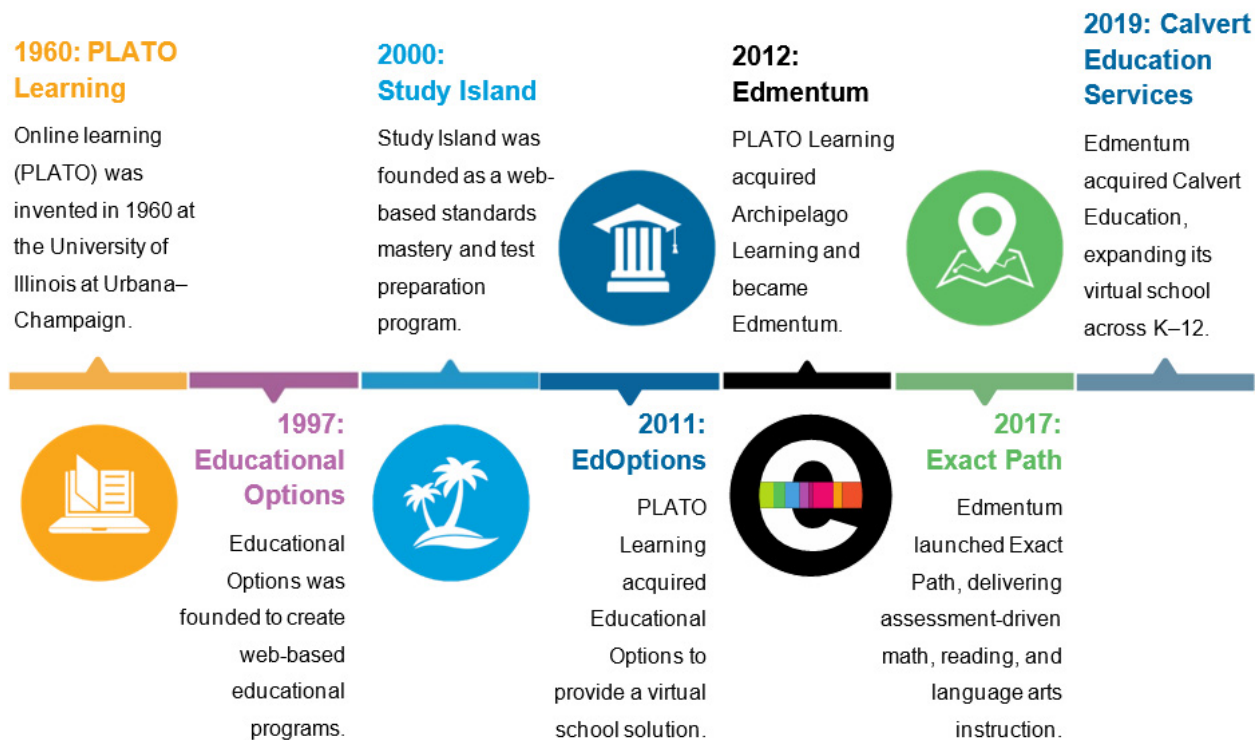 1960: PLATO
Learning
Online learning
(PLATO) was
invented in 1960 at
the University of
Illinois at Urbana–
Champaign.
1997:
Educational
Options
Educational
Options was
founded to create
web-based
educational
programs.
2000:
Study Island
Study Island was
founded as a web-
based standards
mastery and test
preparation
program.
2011:
EdOptions
PLATO
Learning
acquired
Educational
Options to
provide a virtual
school solution.
2012:
Edmentum
PLATO Learning
acquired
Archipelago
Learning and
became
Edmentum.
e
2017:
Exact Path
Edmentum
launched Exact
Path, delivering
assessment-driven
math, reading, and
language arts
instruction.
2019: Calvert
Education
Services
Edmentum
acquired Calvert
Education,
expanding its
virtual school
across K–12.